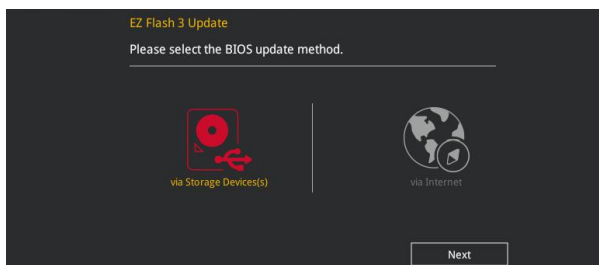 EZ Flash 3 Update
Please select the BIOS update method.
via Storage Devices(s)
via Internet
Next